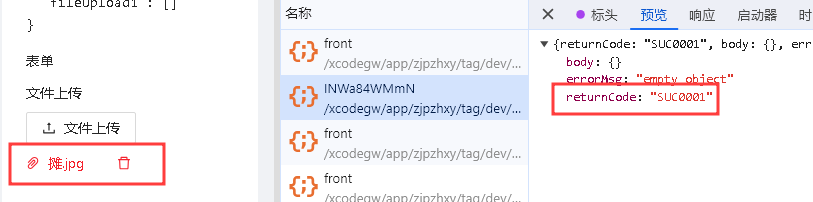 fileUpload1 : []
}
表单
文件上传
文件上传
摊.jpg
名称
front
/xcodegw/app/zjpzhxy/tag/dev/...
INWa84WMmN
/xcodegw/app/zjpzhxy/tag/dev/...
front
/xcodegw/app/zjpzhxy/tag/dev/...
front
/xcodegw/app/zjpzhxy/tag/dev/...
标头
预览
响应
启动器
时
{returnCode: "SUC0001", body: {}, err
body: {}
errorMsg: "empty object"
returnCode: "SUC0001"